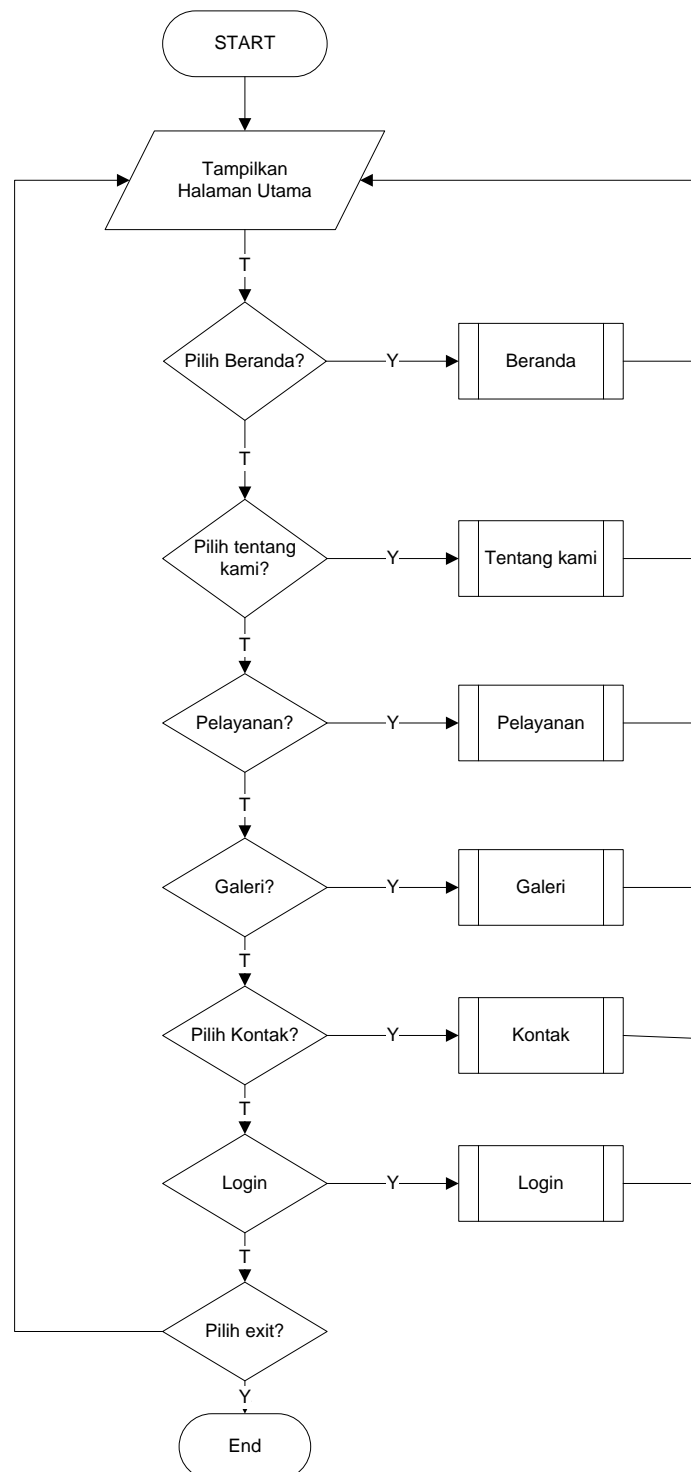 START
Tampilkan
Halaman Utama
T
Pilih Beranda?
Y
Beranda
T
Pilih tentang
kami?
Y
Tentang kami
T
Pelayanan?
Y
Pelayanan
T
Galeri?
Y
Galeri
T
Pilih Kontak?
Y
Kontak
T
Login
Y
Login
T
Pilih exit?
Y
End